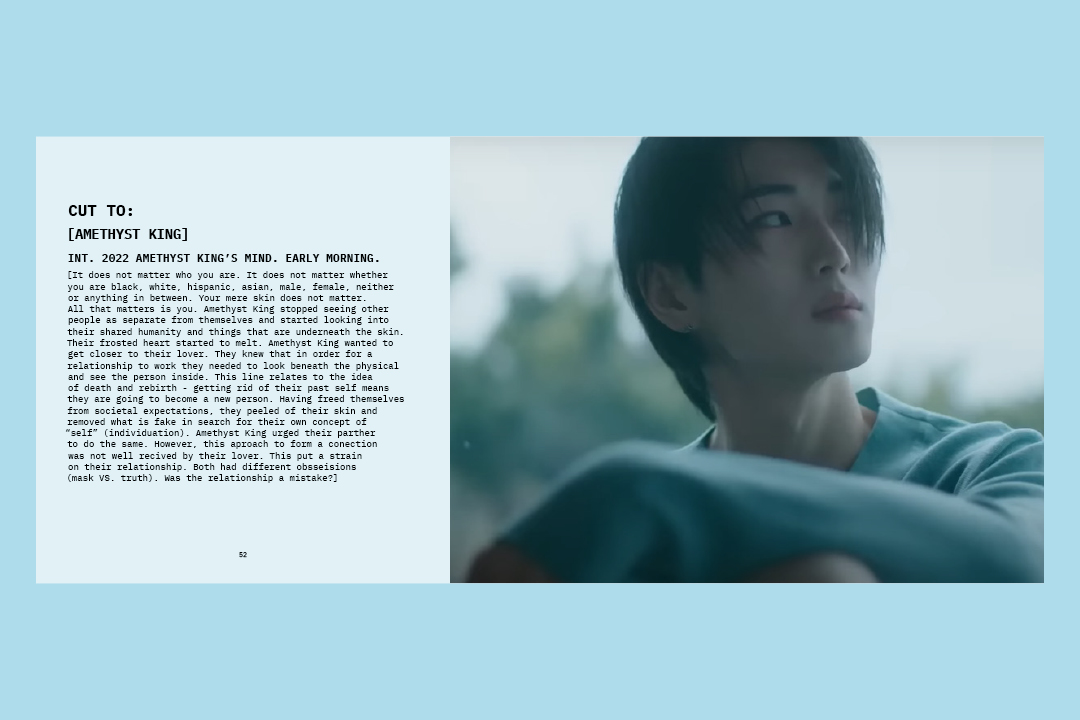 CUT TO:
[AMETHYST KING]
INT. 2022 AMETHYST KING’S MIND. EARLY MORNING.
[It does not matter who you are. It does not matter whether
you are black, white, hispanic, asian, male, female, neither
or anything in between. Your mere skin does not matter.
All that matters is you. Amethyst King stopped seeing other
people as separate from themselves and started looking into
their shared humanity and things that are underneath the skin.
Their frosted heart started to melt. Amethyst King wanted to
get closer to their lover. They knew that in order for a
relationship to work they needed to look beneath the physical
and see the person inside. This line relates to the idea
of death and rebirth - getting rid of their past self means
they are going to become a new person. Having freed themselves
from societal expectations, they peeled of their skin and
removed what is fake in search for their own concept of
“self” (individuation). Amethyst King urged their parther
to do the same. However, this aproach to form a conection
was not well recived by their lover. This put a strain
on their relationship. Both had different obsseisions
(mask VS. truth). Was the relationship a mistake?]
52